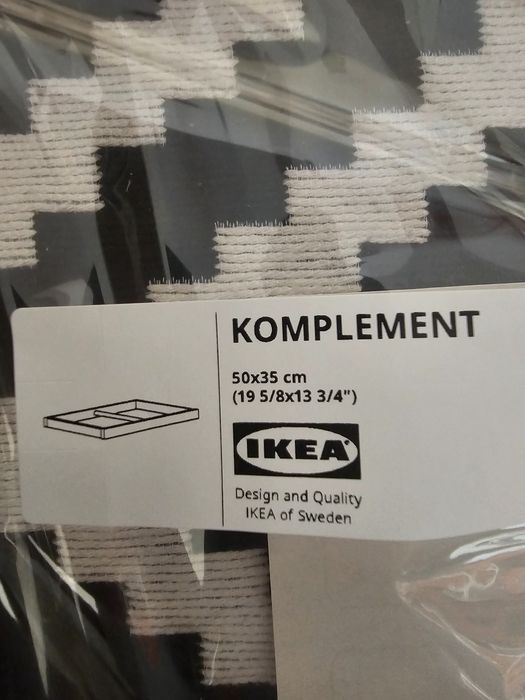 KOMPLEMENT
50x35 cm
(19 5/8x13 3/4")
IKEA®
Design and Quality
IKEA of Sweden